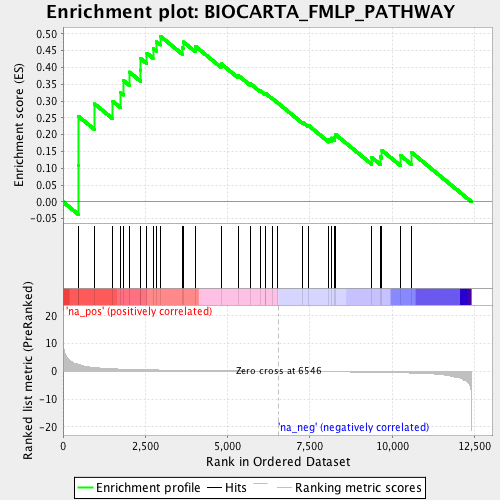 Enrichment plot: BIOCARTA_FMLP_PATHWAY
Enrichment score (ES)
0.50
0.45
0.40
0.35
0.30
0.25
0.20
0.15
0.10
0.05
0.00
-0.05
'na_pos' (positively correlated)
Ranked list metric (PreRanked)
20
10
0
-10
-20
Zero cross at 6546
'na_neg' (negatively correlated)
0 2,500 5,000 7,500 10,000 12,500
Rank in Ordered Dataset
Enrichment profile Hits Ranking metric scores